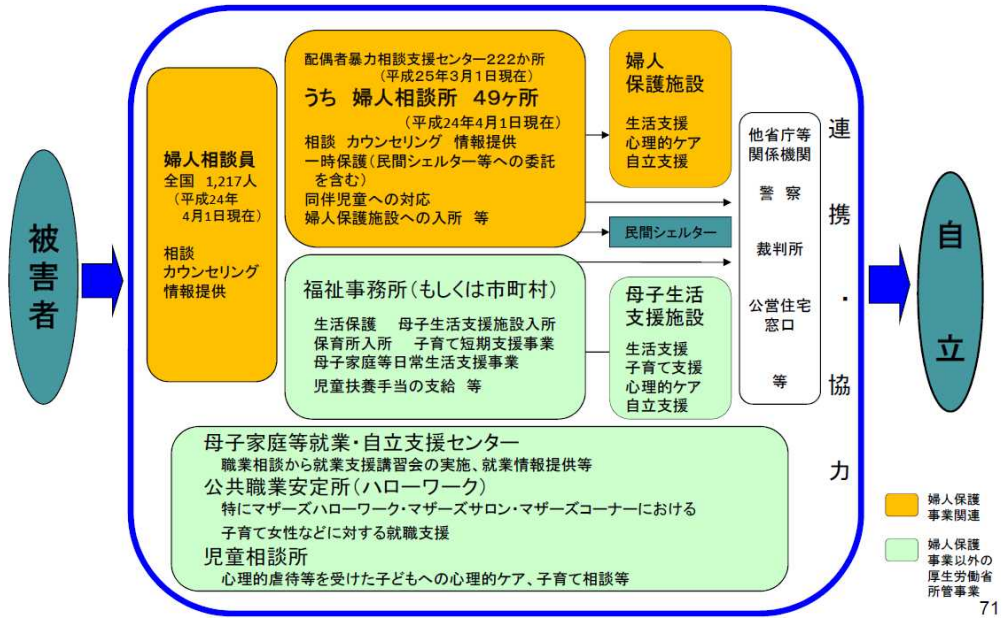 被害者
婦人相談員
全国 1,217人
(平成24年
4月1日現在)
相談
カウンセリング
情報提供
配偶者暴力相談支援センター222か所
(平成25年3月1日現在)
うち 婦人相談所 49ヶ所
(平成24年4月1日現在)
相談 カウンセリング 情報提供
一時保護(民間シェルター等への委託
を含む)
同伴児童への対応
婦人保護施設への入所 等
婦人
保護施設
生活支援
心理的ケア
自立支援
民間シェルター
福祉事務所(もしくは市町村)
生活保護 母子生活支援施設入所
保育所入所 子育て短期支援事業
母子家庭等日常生活支援事業
児童扶養手当の支給 等
母子生活
支援施設
生活支援
子育て支援
心理的ケア
自立支援
他省庁等
関係機関
警 察
裁判所
公営住宅
窓口
等
連携・協力
自立
母子家庭等就業・自立支援センター
職業相談から就業支援講習会の実施、就業情報提供等
公共職業安定所(ハローワーク)
特にマザーズハローワーク・マザーズサロン・マザーズコーナーにおける
子育て女性などに対する就職支援
児童相談所
心理的虐待等を受けた子どもへの心理的ケア、子育て相談等
婦人保護
事業関連
婦人保護
事業以外の
厚生労働省
所管事業
71